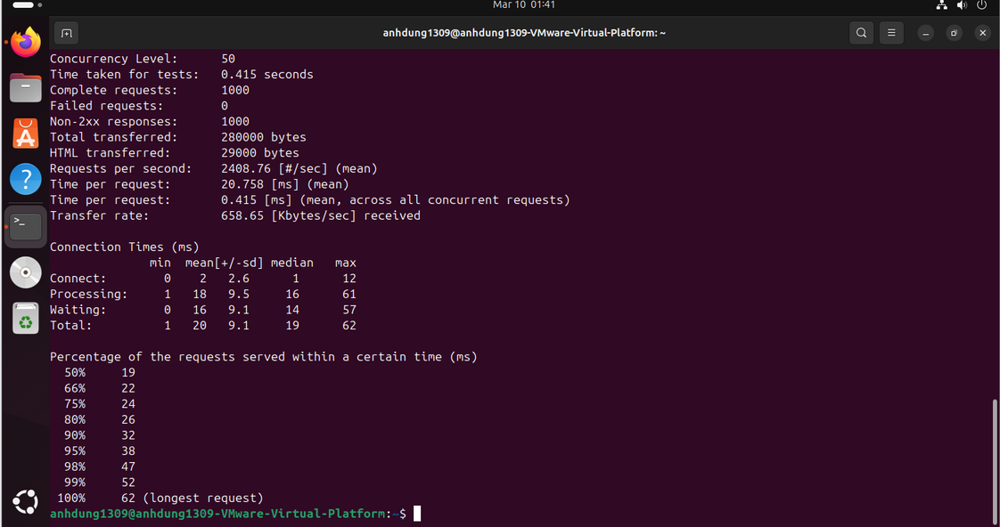 Mar 10 01:41
anhdung1309@anhdung1309-VMware-Virtual-Platform: ~
Concurrency Level:      50
Time taken for tests:   0.415 seconds
Complete requests:      1000
Failed requests:        0
Non-2xx responses:      1000
Total transferred:      280000 bytes
HTML transferred:       29000 bytes
Requests per second:    2408.76 [#/sec] (mean)
Time per request:       20.758 [ms] (mean)
Time per request:       0.415 [ms] (mean, across all concurrent requests)
Transfer rate:          658.65 [Kbytes/sec] received
Connection Times (ms)
              min  mean[+/-sd] median   max
Connect:        0    2   2.6      1      12
Processing:     1   18   9.5     16      61
Waiting:        0   16   9.1     14      57
Total:          1   20   9.1     19      62
Percentage of the requests served within a certain time (ms)
  50%     19
  66%     22
  75%     24
  80%     26
  90%     32
  95%     38
  98%     47
  99%     52
 100%     62 (longest request)
anhdung1309@anhdung1309-VMware-Virtual-Platform:~$